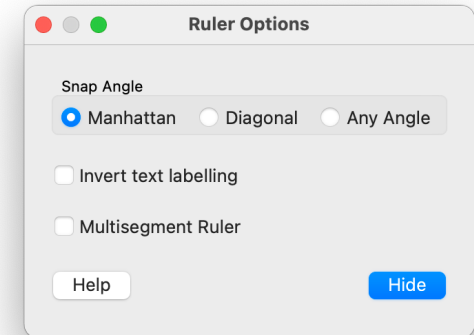 Ruler Options
Snap Angle
Manhattan Diagonal Any Angle
Invert text labelling
Multisegment Ruler
Help Hide